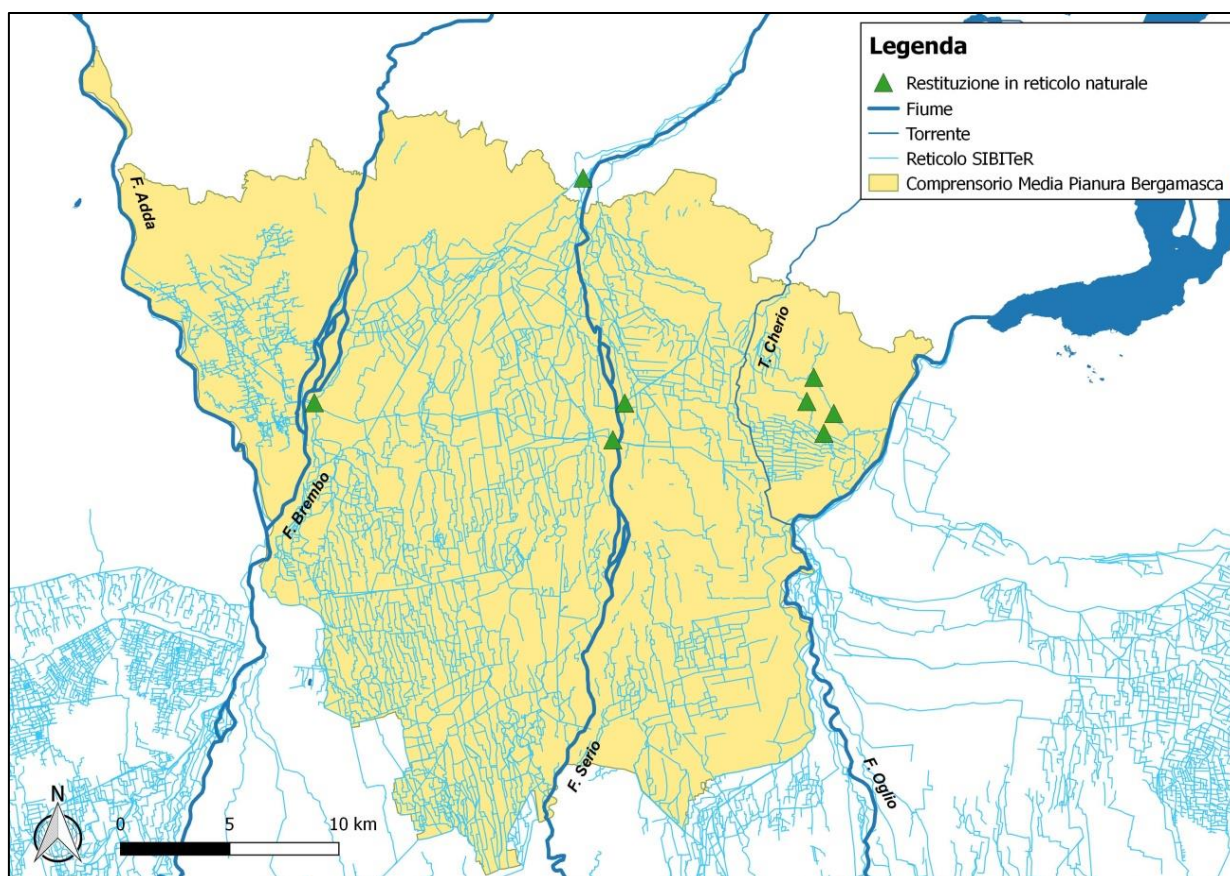 Legenda
Restituzione in reticolo naturale
Fiume
Torrente
Reticolo SIBITeR
Comprensorio Media Pianura Bergamasca
F. Adda
T. Cherio
F. Brembo
F. Serio
F. Oglio
N
0 5 10 km